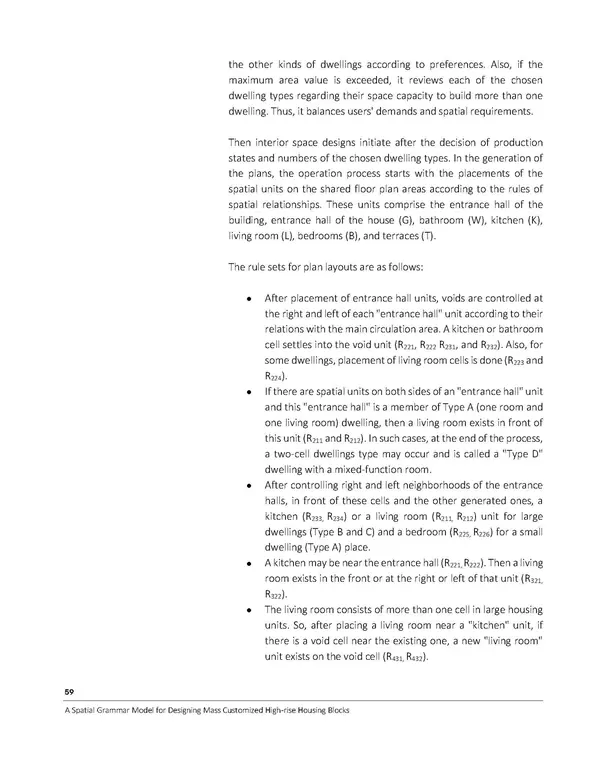 the other kinds of dwellings according to preferences. Also, if the
maximum area value is exceeded, it reviews each of the chosen
dwelling types regarding their space capacity to build more than one
dwelling. Thus, it balances users' demands and spatial requirements.
Then interior space designs initiate after the decision of production
states and numbers of the chosen dwelling types. In the generation of
the plans, the operation process starts with the placements of the
spatial units on the shared floor plan areas according to the rules of
spatial relationships. These units comprise the entrance hall of the
building, entrance hall of the house (G), bathroom (W), kitchen (K),
living room (L), bedrooms (B), and terraces (T).
The rule sets for plan layouts are as follows:
● After placement of entrance hall units, voids are controlled at
the right and left of each "entrance hall" unit according to their
relations with the main circulation area. A kitchen or bathroom
cell settles into the void unit (R221, R222 R231, and R232). Also, for
some dwellings, placement of living room cells is done (R223 and
R224).
● If there are spatial units on both sides of an "entrance hall" unit
and this "entrance hall" is a member of Type A (one room and
one living room) dwelling, then a living room exists in front of
this unit (R211 and R212). In such cases, at the end of the process,
a two-cell dwellings type may occur and is called a "Type D"
dwelling with a mixed-function room.
● After controlling right and left neighborhoods of the entrance
halls, in front of these cells and the other generated ones, a
kitchen (R233, R234) or a living room (R211, R212) unit for large
dwellings (Type B and C) and a bedroom (R225, R226) for a small
dwelling (Type A) place.
● A kitchen may be near the entrance hall (R221, R222). Then a living
room exists in the front or at the right or left of that unit (R321,
R322).
● The living room consists of more than one cell in large housing
units. So, after placing a living room near a "kitchen" unit, if
there is a void cell near the existing one, a new "living room"
unit exists on the void cell (R431, R432).
59
A Spatial Grammar Model for Designing Mass Customized High-rise Housing Blocks